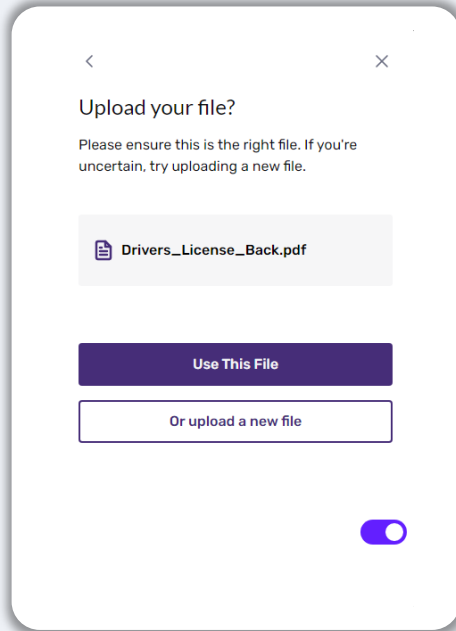 Upload your file?
Please ensure this is the right file. If you're
uncertain, try uploading a new file.
Drivers_License_Back.pdf
Use This File
Or upload a new file